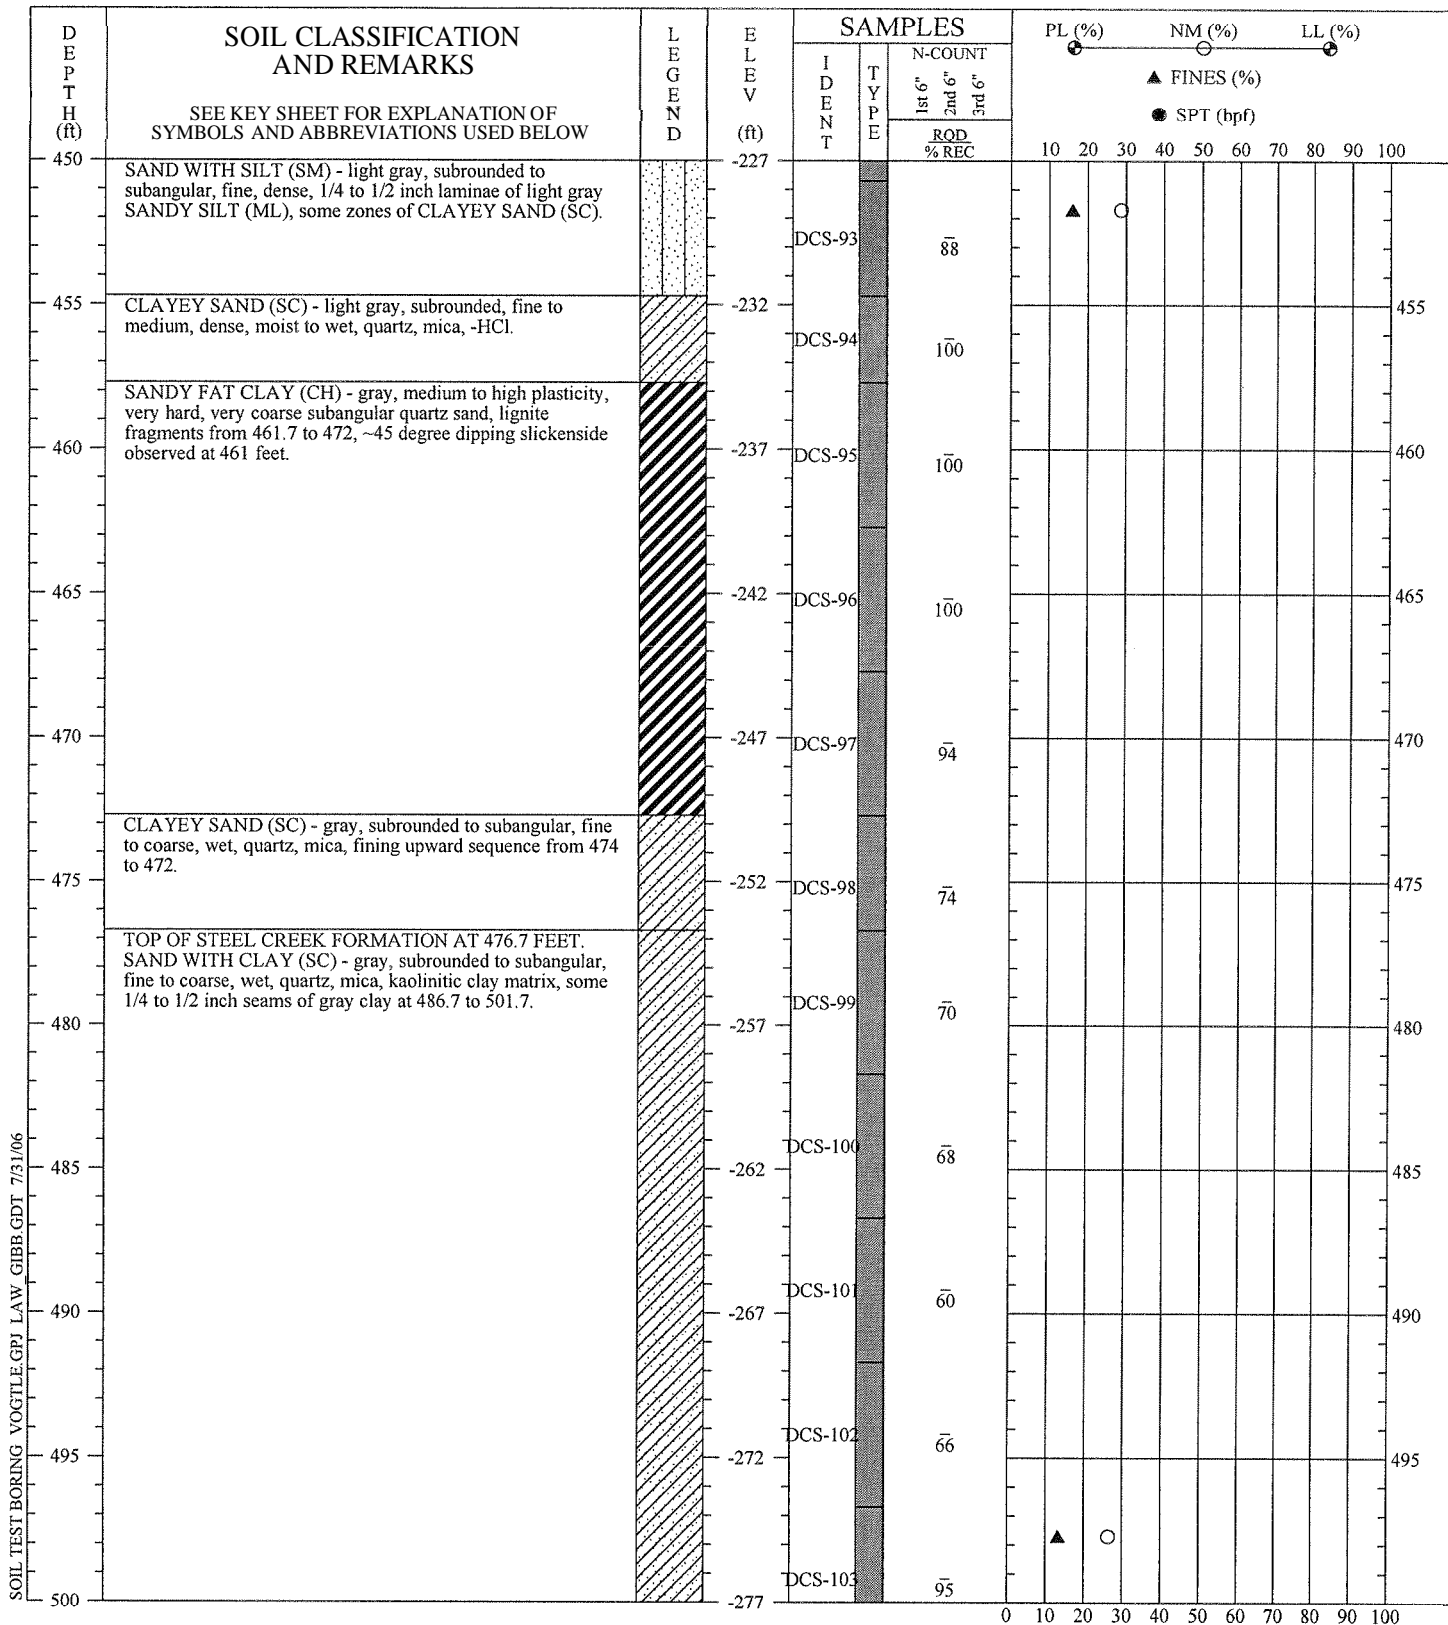 DEPTH (ft)
SOIL CLASSIFICATION
AND REMARKS
SEE KEY SHEET FOR EXPLANATION OF
SYMBOLS AND ABBREVIATIONS USED BELOW
LEGEND
ELEV (ft)
SAMPLES
IDENT
TYPE
N-COUNT
1st 6"
2nd 6"
3rd 6"
RQD
% REC
PL (%) NM (%) LL (%)
▲ FINES (%)
● SPT (bpf)
10 20 30 40 50 60 70 80 90 100
450
SAND WITH SILT (SM) - light gray, subrounded to
subangular, fine, dense, 1/4 to 1/2 inch laminae of light gray
SANDY SILT (ML), some zones of CLAYEY SAND (SC).
-227
DCS-93
88
455
CLAYEY SAND (SC) - light gray, subrounded, fine to
medium, dense, moist to wet, quartz, mica, -HCl.
-232
455
DCS-94
100
SANDY FAT CLAY (CH) - gray, medium to high plasticity,
very hard, very coarse subangular quartz sand, lignite
fragments from 461.7 to 472, ~45 degree dipping slickenside
observed at 461 feet.
460
-237
DCS-95
100
460
465
-242
DCS-96
100
465
470
-247
DCS-97
94
470
CLAYEY SAND (SC) - gray, subrounded to subangular, fine
to coarse, wet, quartz, mica, fining upward sequence from 474
to 472.
475
-252
DCS-98
74
475
TOP OF STEEL CREEK FORMATION AT 476.7 FEET.
SAND WITH CLAY (SC) - gray, subrounded to subangular,
fine to coarse, wet, quartz, mica, kaolinitic clay matrix, some
1/4 to 1/2 inch seams of gray clay at 486.7 to 501.7.
DCS-99
70
480
-257
480
DCS-100
68
485
-262
485
DCS-101
60
490
-267
490
DCS-102
66
495
-272
495
DCS-103
95
500
-277
0 10 20 30 40 50 60 70 80 90 100
SOIL TEST BORING VOGTLE.GPJ LAW_GIBB.GDT 7/31/06